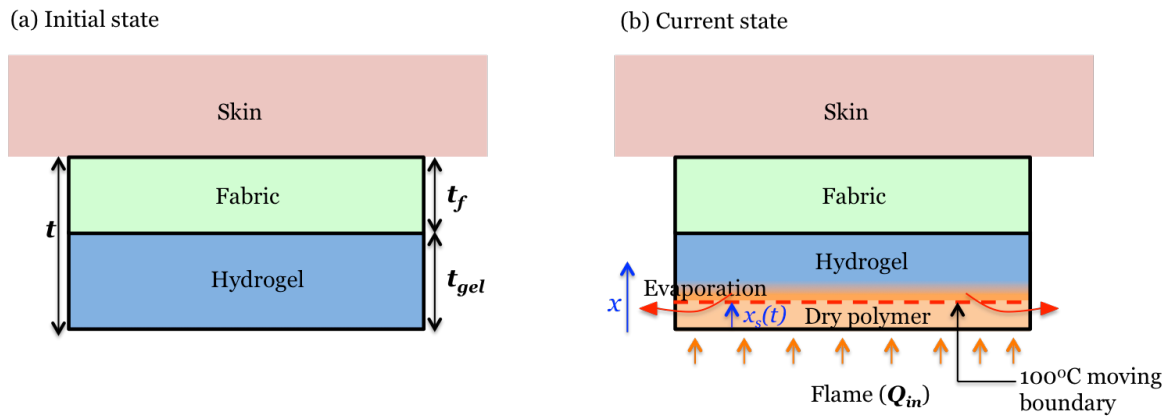 (a) Initial state
Skin
Fabric
Hydrogel
t
t_f
t_gel
(b) Current state
Skin
Fabric
Hydrogel
Evaporation
x
x_s(t)
Dry polymer
Flame (Q_in)
100ºC moving
boundary